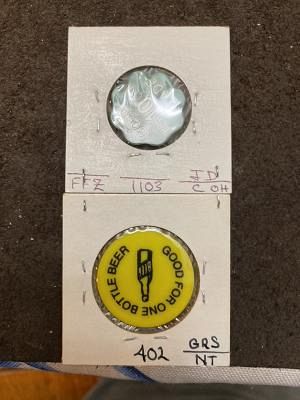 FFZ
1103
ID
C OH
GOOD FOR ONE BOTTLE BEER
402
GRS
NT